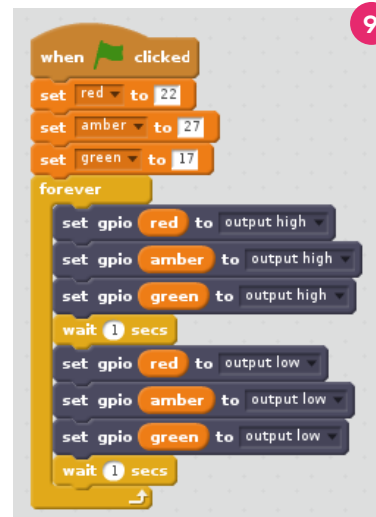 9
when clicked
set red to 22
set amber to 27
set green to 17
forever
set gpio red to output high
set gpio amber to output high
set gpio green to output high
wait 1 secs
set gpio red to output low
set gpio amber to output low
set gpio green to output low
wait 1 secs